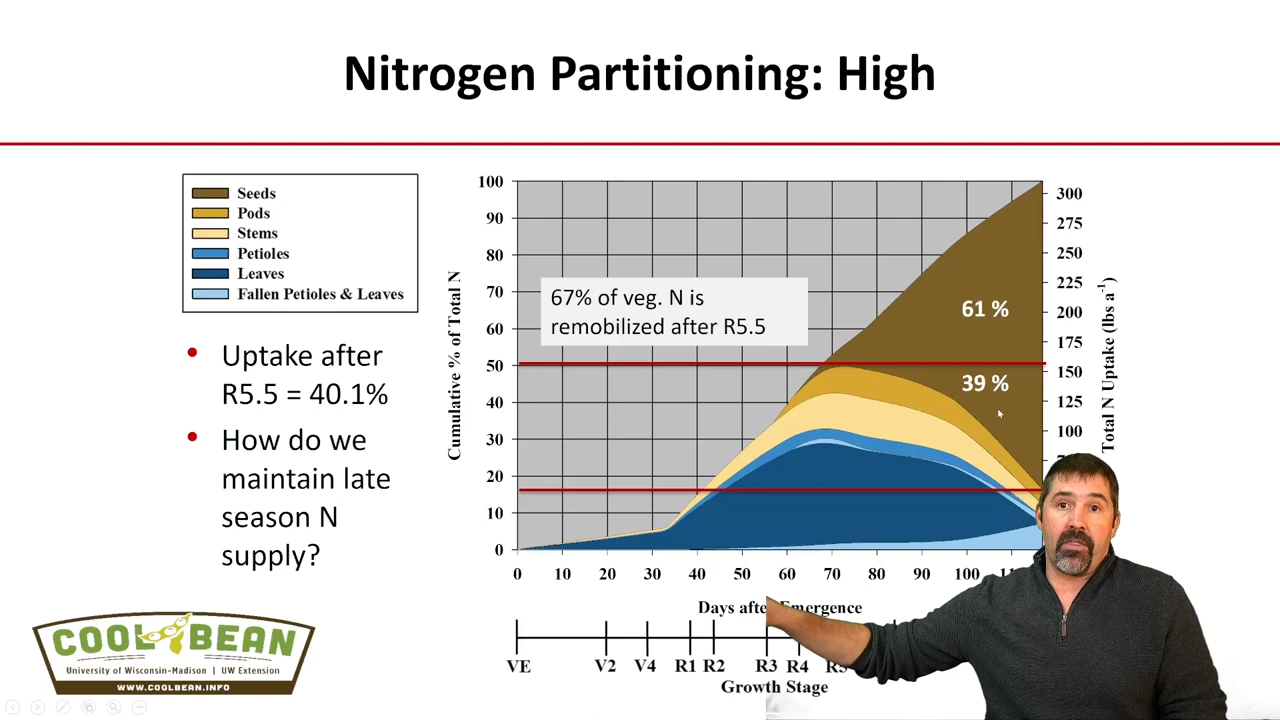 Nitrogen Partitioning: High
Seeds
Pods
Stems
Petioles
Leaves
Fallen Petioles & Leaves
Uptake after
R5.5 = 40.1%
How do we
maintain late
season N
supply?
Cumulative % of Total N
100
90
80
70
60
50
40
30
20
10
0
67% of veg. N is
remobilized after R5.5
61 %
39 %
300
275
250
225
200
175
150
125
100
Total N Uptake (lbs a-1)
0 10 20 30 40 50 60 70 80 90 100
Days after Emergence
VE V2 V4 R1 R2 R3 R4
Growth Stage
COOL BEAN
University of Wisconsin-Madison | UW Extension
WWW.COOLBEAN.INFO